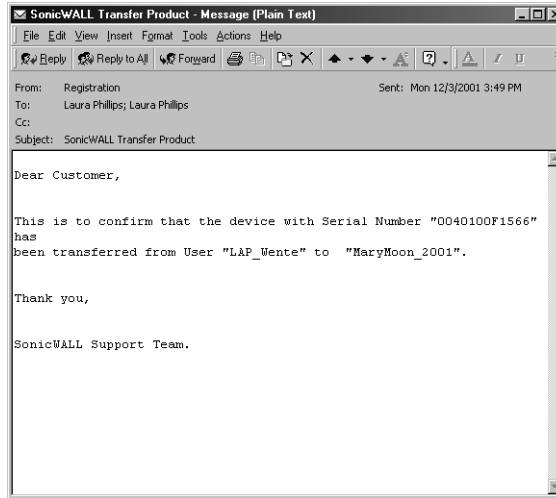 SonicWALL Transfer Product - Message (Plain Text)
File Edit View Insert Format Tools Actions Help
Reply Reply to All Forward A ? A I U
From: Registration Sent: Mon 12/3/2001 3:49 PM
To: Laura Phillips; Laura Phillips
Cc:
Subject: SonicWALL Transfer Product
Dear Customer,
This is to confirm that the device with Serial Number "0040100F1566"
has
been transferred from User "LAP_Wente" to "MaryMoon_2001".
Thank you,
SonicWALL Support Team.